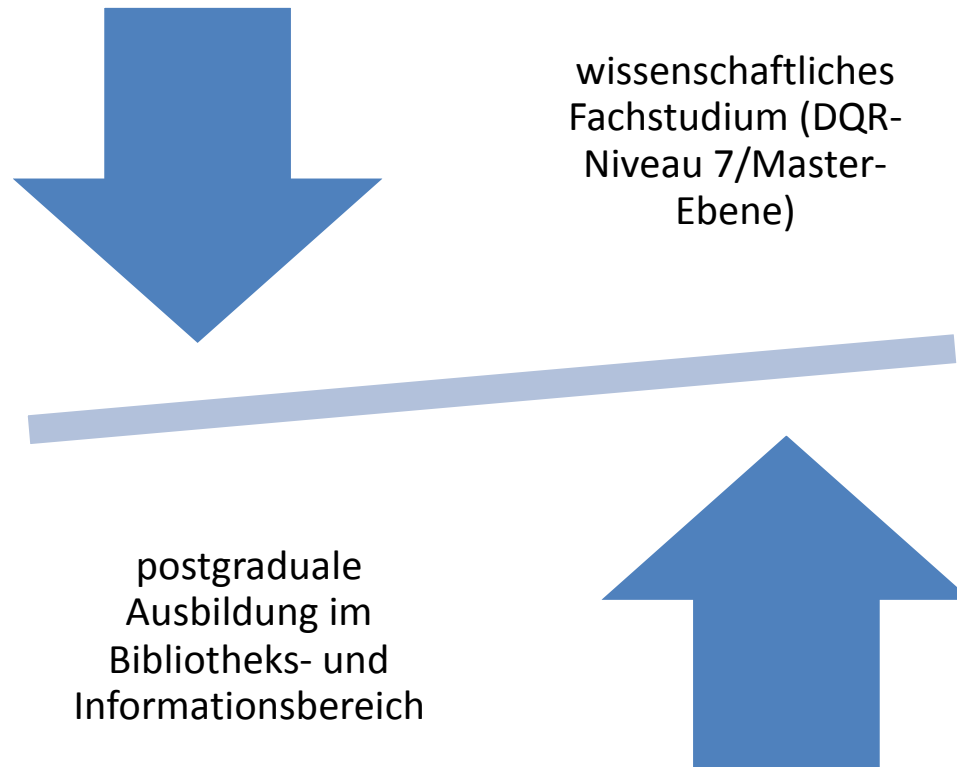 wissenschaftliches
Fachstudium (DQR-
Niveau 7/Master-
Ebene)
postgraduale
Ausbildung im
Bibliotheks- und
Informationsbereich